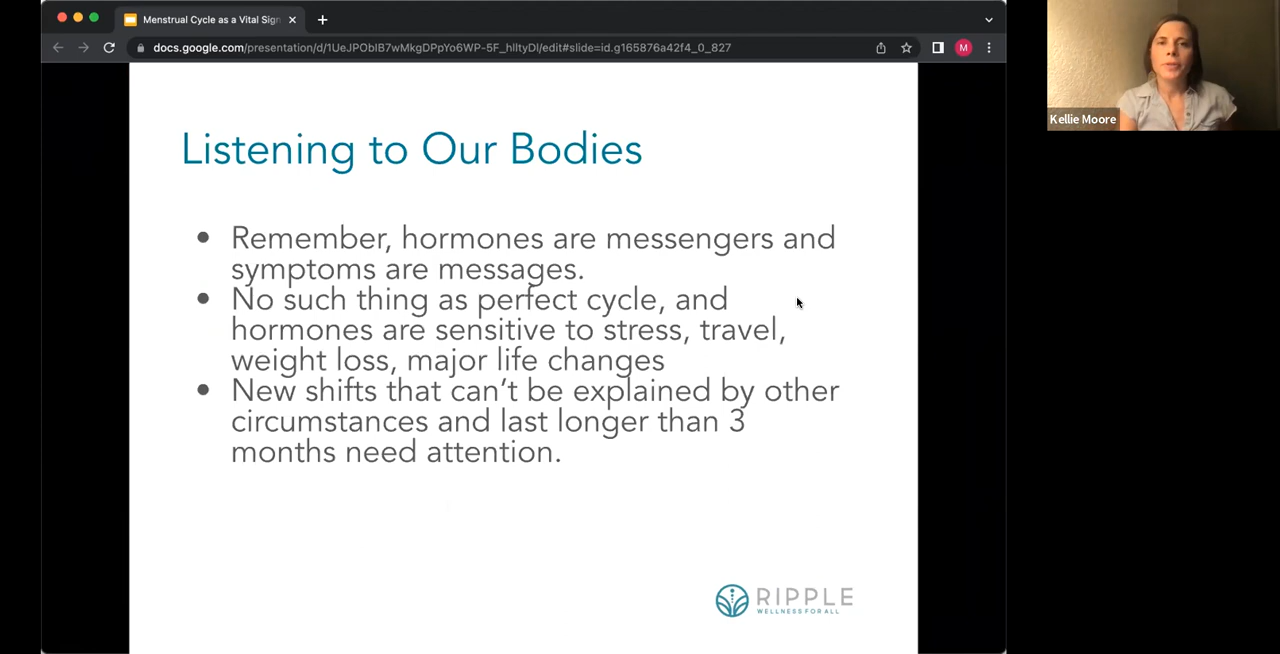 Menstrual Cycle as a Vital Sign
docs.google.com/presentation/d/1UeJPOblB7wMkgDPpYo6WP-5F_hlltyDl/edit#slide=id.g165876a42f4_0_827
M
Kellie Moore
Listening to Our Bodies
• Remember, hormones are messengers and
symptoms are messages.
• No such thing as perfect cycle, and
hormones are sensitive to stress, travel,
weight loss, major life changes
• New shifts that can’t be explained by other
circumstances and last longer than 3
months need attention.
RIPPLE
WELLNESS FOR ALL